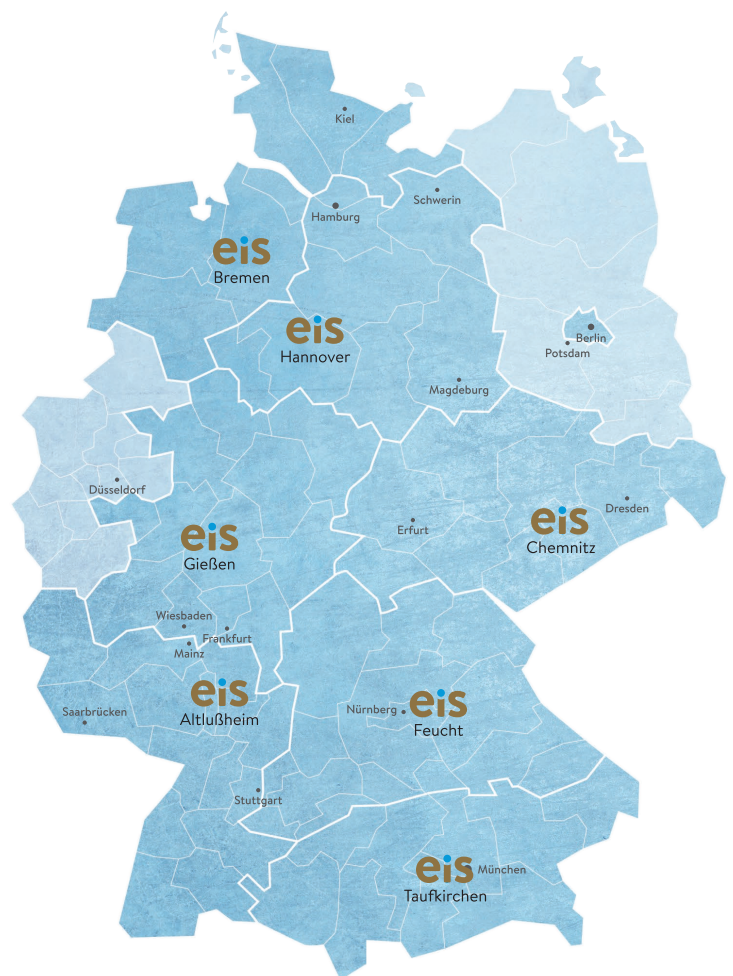 Kiel
Schwerin
Hamburg
eis
Bremen
eis
Hannover
Berlin
Potsdam
Magdeburg
Düsseldorf
eis
Chemnitz
Dresden
Erfurt
eis
Gießen
Wiesbaden
Frankfurt
Mainz
eis
Altlußheim
Saarbrücken
Nürnberg
eis
Feucht
Stuttgart
eis
München
Taufkirchen